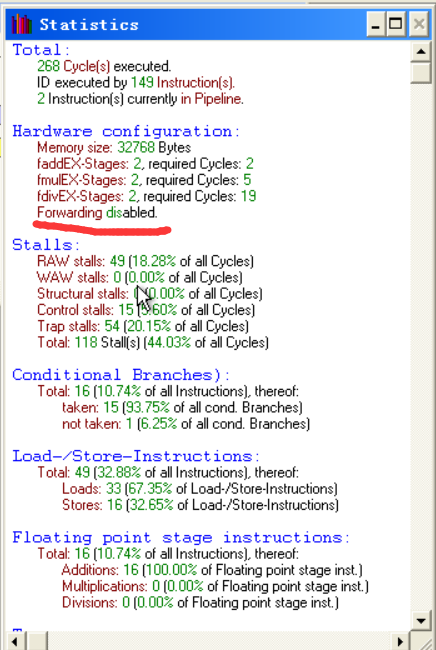 Statistics
Total:
268 Cycle(s) executed.
ID executed by 149 Instruction(s).
2 Instruction(s) currently in Pipeline.
Hardware configuration:
Memory size: 32768 Bytes
faddEX-Stages: 2, required Cycles: 2
fmulEX-Stages: 2, required Cycles: 5
fdivEX-Stages: 2, required Cycles: 19
Forwarding disabled.
Stalls:
RAW stalls: 49 (18.28% of all Cycles)
WAW stalls: 0 (0.00% of all Cycles)
Structural stalls: 0.00% of all Cycles)
Control stalls: 15 5.60% of all Cycles)
Trap stalls: 54 (20.15% of all Cycles)
Total: 118 Stall(s) (44.03% of all Cycles)
Conditional Branches):
Total: 16 (10.74% of all Instructions), thereof:
taken: 15 (93.75% of all cond. Branches)
not taken: 1 (6.25% of all cond. Branches)
Load-/Store-Instructions:
Total: 49 (32.88% of all Instructions), thereof:
Loads: 33 (67.35% of Load-/Store-Instructions)
Stores: 16 (32.65% of Load-/Store-Instructions)
Floating point stage instructions:
Total: 16 (10.74% of all Instructions), thereof:
Additions: 16 (100.00% of Floating point stage inst.)
Multiplications: 0 (0.00% of Floating point stage inst.)
Divisions: 0 (0.00% of Floating point stage inst.)